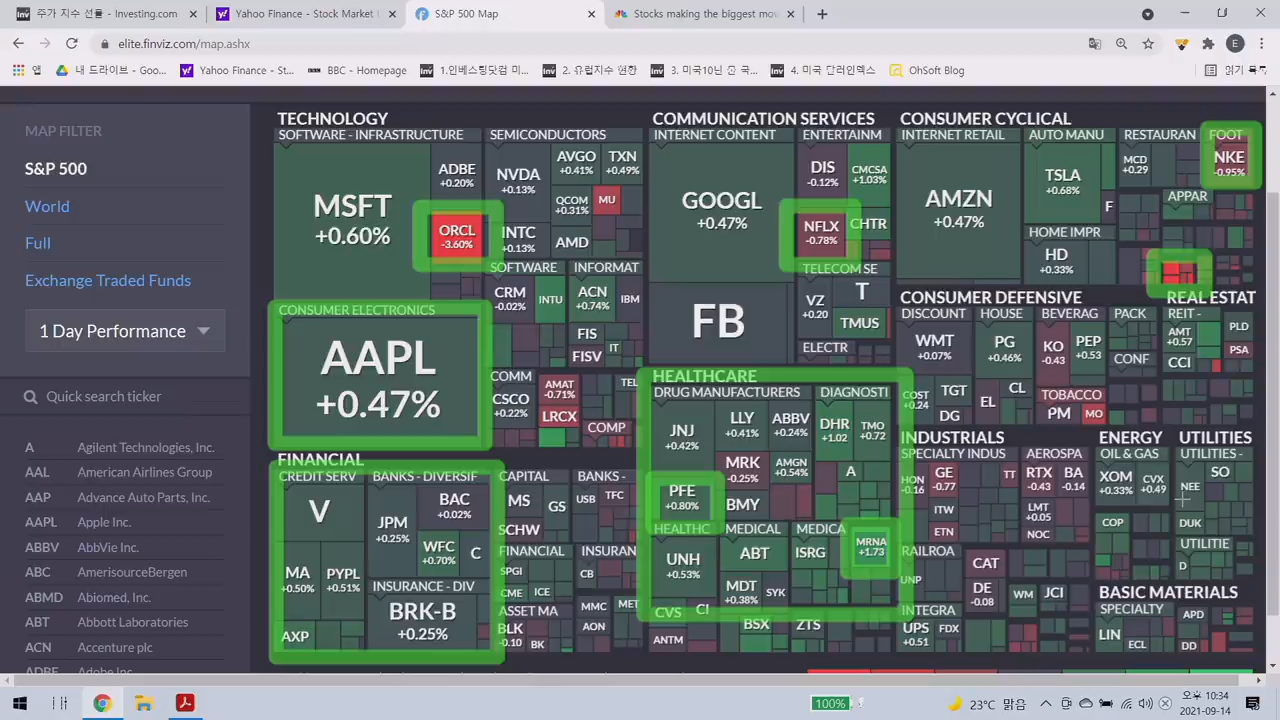 주가 지수 선물 - Investing.com
Yahoo Finance - Stock Market
S&P 500 Map
Stocks making the biggest mov
elite.finviz.com/map.ashx
E
앱
내 드라이브 - Goo...
Yahoo Finance - St...
BBC - Homepage
1.인베스팅닷컴 미...
2. 유럽지수 현황
3. 미국10년 존 국...
4. 미국 달러인덱스
OhSoft Blog
읽기 목록
MAP FILTER
S&P 500
World
Full
Exchange Traded Funds
1 Day Performance
Quick search ticker
A Agilent Technologies, Inc.
AAL American Airlines Group
AAP Advance Auto Parts, Inc.
AAPL Apple Inc.
ABBV AbbVie Inc.
ABC AmerisourceBergen
ABMD Abiomed, Inc.
ABT Abbott Laboratories
ACN Accenture plc
ADBE Adobe Inc.
TECHNOLOGY
SOFTWARE - INFRASTRUCTURE
MSFT
+0.60%
ADBE
+0.20%
ORCL
-3.60%
SEMICONDUCTORS
NVDA
+0.13%
AVGO
+0.41%
TXN
+0.49%
QCOM
+0.31%
MU
INTC
+0.13%
AMD
SOFTWARE
CRM
-0.02%
INTU
INFORMAT
ACN
+0.74%
IBM
FIS
FISV
IT
CONSUMER ELECTRONICS
AAPL
+0.47%
COMM
CSCO
+0.22%
AMAT
-0.71%
LRCX
TEL
COMP
FINANCIAL
CREDIT SERV
V
MA
+0.50%
PYPL
+0.51%
AXP
BANKS - DIVERSIF
JPM
+0.25%
BAC
+0.02%
WFC
+0.70%
C
INSURANCE - DIV
BRK-B
+0.25%
CAPITAL
MS
GS
SCHW
BANKS -
USB
TFC
FINANCIAL
SPGI
CME
ICE
INSURAN
CB
MMC
MET
AON
ASSET MA
BLK
-0.10
BK
COMMUNICATION SERVICES
INTERNET CONTENT
GOOGL
+0.47%
FB
ENTERTAINM
DIS
-0.12%
CMCSA
+1.03%
NFLX
-0.78%
CHTR
TELECOM SE
VZ
+0.20
T
TMUS
ELECTR
HEALTHCARE
DRUG MANUFACTURERS
JNJ
+0.42%
LLY
+0.41%
ABBV
+0.24%
MRK
-0.25%
AMGN
+0.54%
PFE
+0.80%
BMY
DIAGNOSTI
DHR
+1.02
TMO
+0.72
A
HEALTHC
UNH
+0.53%
CVS
CI
ANTM
MEDICAL
ABT
MDT
+0.38%
SYK
BSX
MEDICA
ISRG
MRNA
+1.73
ZTS
CONSUMER CYCLICAL
INTERNET RETAIL
AMZN
+0.47%
AUTO MANU
TSLA
+0.68%
F
HOME IMPR
HD
+0.33%
RESTAURAN
MCD
+0.29
FOOT
NKE
-0.95%
APPAR
CONSUMER DEFENSIVE
DISCOUNT
WMT
+0.07%
COST
+0.24
TGT
DG
HOUSE
PG
+0.46%
EL
CL
BEVERAG
KO
-0.43
PEP
+0.53
PACK
CONF
TOBACCO
PM
MO
REAL ESTAT
REIT -
AMT
+0.57
CCI
PLD
PSA
INDUSTRIALS
SPECIALTY INDUS
HON
-0.16
GE
-0.77
TT
ITW
ETN
AEROSPA
RTX
-0.43
BA
-0.14
LMT
+0.05
NOC
RAILROA
UNP
CAT
DE
-0.08
WM
JCI
INTEGRA
UPS
+0.51
FDX
ENERGY
OIL & GAS
XOM
+0.33%
CVX
+0.49
COP
UTILITIES
UTILITIES -
NEE
SO
DUK
UTILITIE
D
BASIC MATERIALS
SPECIALTY
LIN
ECL
APD
DD
100%
23°C 맑음
오후 10:34
2021-09-14